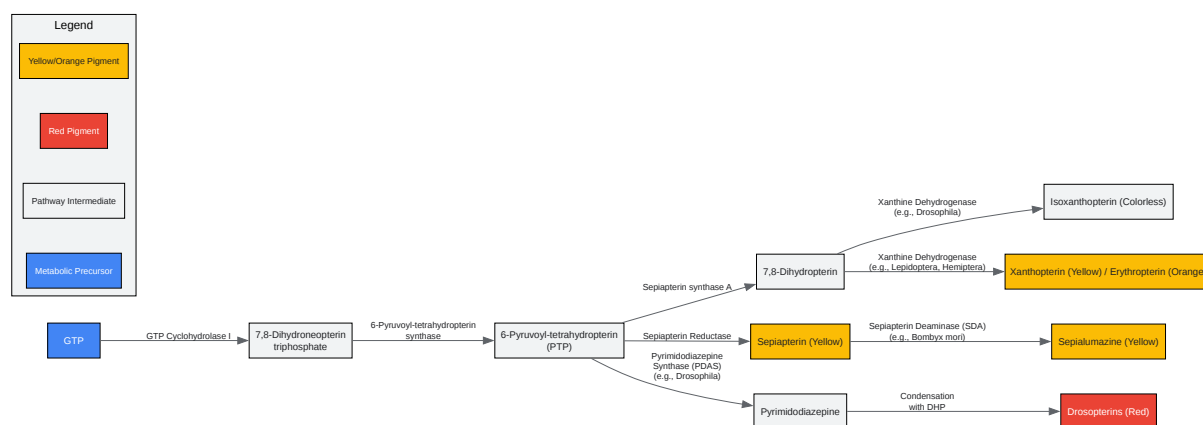 Legend
Yellow/Orange Pigment
Red Pigment
Pathway Intermediate
Metabolic Precursor
GTP
GTP Cyclohydrolase I
7,8-Dihydroneopterin
triphosphate
6-Pyruvoyl-tetrahydropterin
synthase
6-Pyruvoyl-tetrahydropterin
(PTP)
Sepiapterin synthase A
7,8-Dihydropterin
Xanthine Dehydrogenase
(e.g., Drosophila)
Isoxanthopterin (Colorless)
Xanthine Dehydrogenase
(e.g., Lepidoptera, Hemiptera)
Xanthopterin (Yellow) / Erythropterin (Orange
Sepiapterin Reductase
Sepiapterin (Yellow)
Sepiapterin Deaminase (SDA)
(e.g., Bombyx mori)
Sepialumazine (Yellow)
Pyrimidodiazepine
Synthase (PDAS)
(e.g., Drosophila)
Pyrimidodiazepine
Condensation
with DHP
Drosopterins (Red)